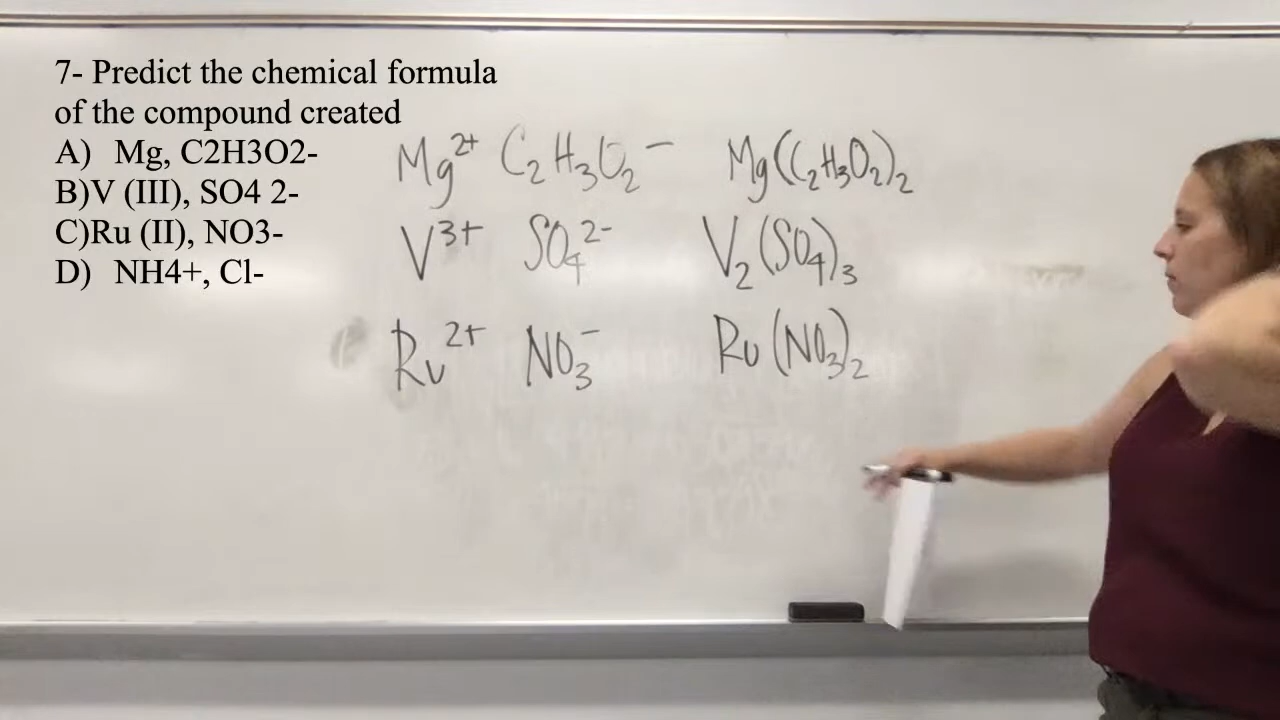 7- Predict the chemical formula
of the compound created
A) Mg, C2H3O2-
B)V (III), SO4 2-
C)Ru (II), NO3-
D) NH4+, Cl-
Mg²⁺ C₂H₃O₂⁻ Mg(C₂H₃O₂)₂
V³⁺ SO₄²⁻ V₂(SO₄)₃
Ru²⁺ NO₃⁻ Ru(NO₃)₂